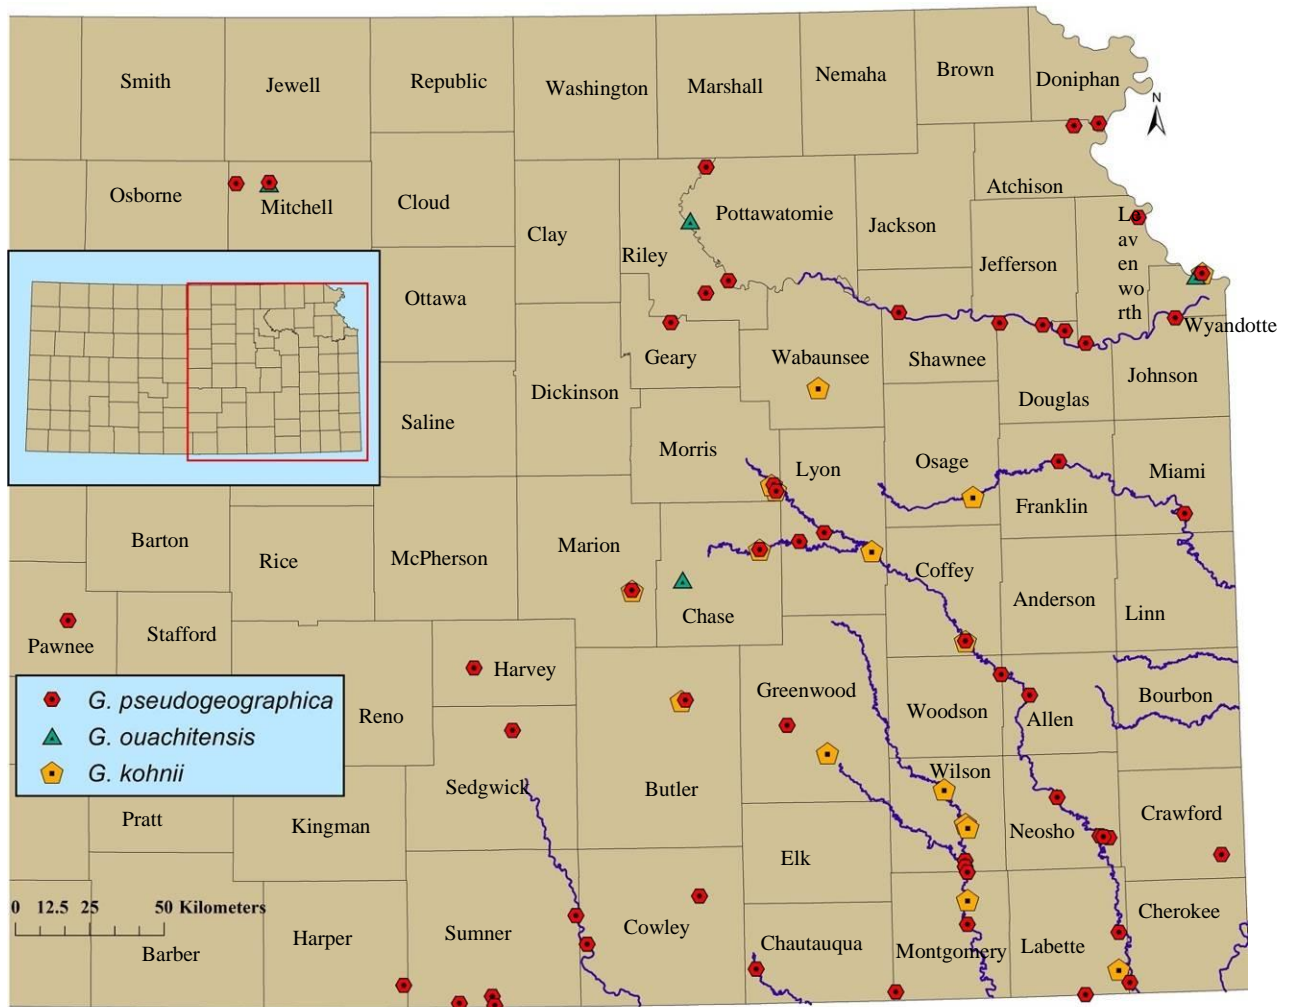 Smith
Jewell
Republic
Washington
Marshall
Nemaha
Brown
Doniphan
N
Osborne
Mitchell
Cloud
Clay
Riley
Pottawatomie
Jackson
Atchison
Jefferson
Le
av
en
wo
rth
Wyandotte
Ottawa
Geary
Wabaunsee
Shawnee
Johnson
Dickinson
Douglas
Saline
Morris
Lyon
Osage
Franklin
Miami
Barton
Rice
McPherson
Marion
Chase
Coffey
Anderson
Linn
Pawnee
Stafford
Harvey
Reno
Greenwood
Woodson
Allen
Bourbon
G. pseudogeographica
G. ouachitensis
G. kohnii
Sedgwick
Butler
Wilson
Neosho
Crawford
Pratt
Kingman
Elk
0 12.5 25 50 Kilometers
Barber
Harper
Sumner
Cowley
Chautauqua
Montgomery
Labette
Cherokee